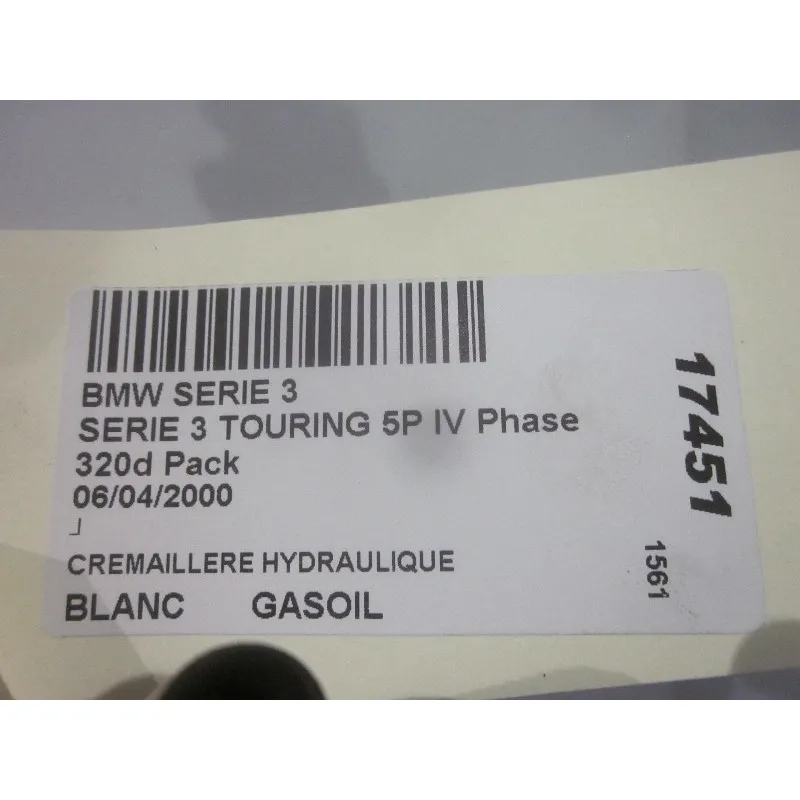 BMW SERIE 3
SERIE 3 TOURING 5P IV Phase
320d Pack
06/04/2000
CREMAILLERE HYDRAULIQUE
BLANC GASOIL
17451
1561